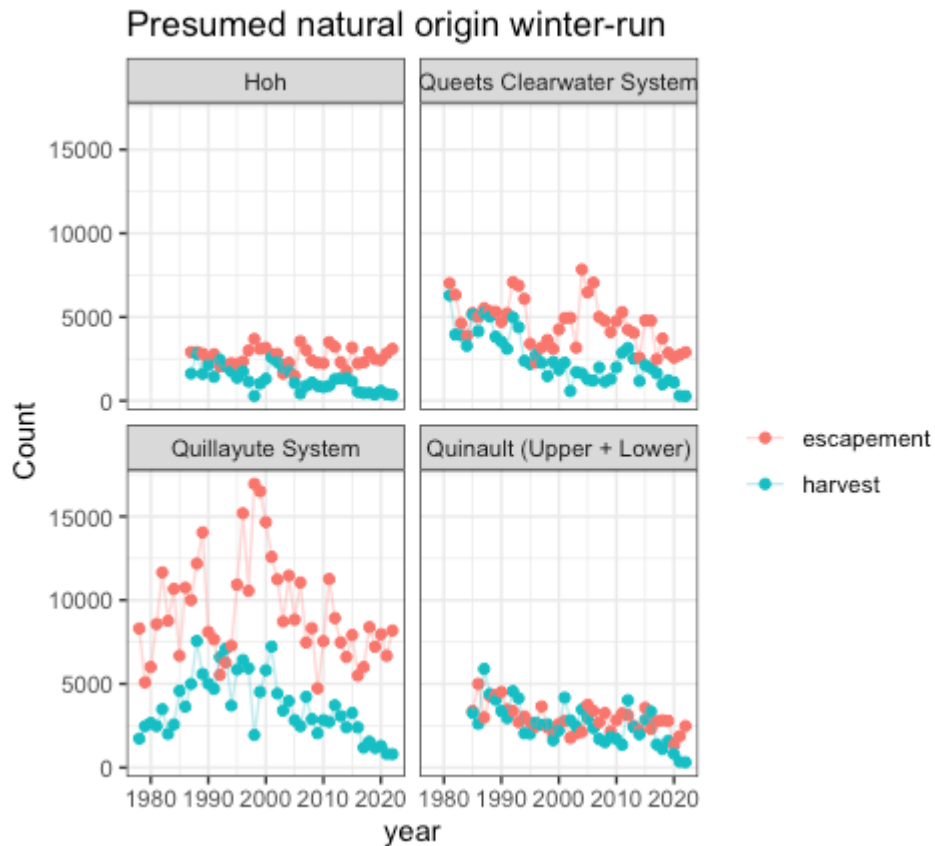 Presumed natural origin winter-run
Hoh
Queets Clearwater System
15000
10000
5000
0
Count
Quillayute System
Quinault (Upper + Lower)
escapement
harvest
15000
10000
5000
0
1980 1990 2000 2010 2020
1980 1990 2000 2010 2020
year